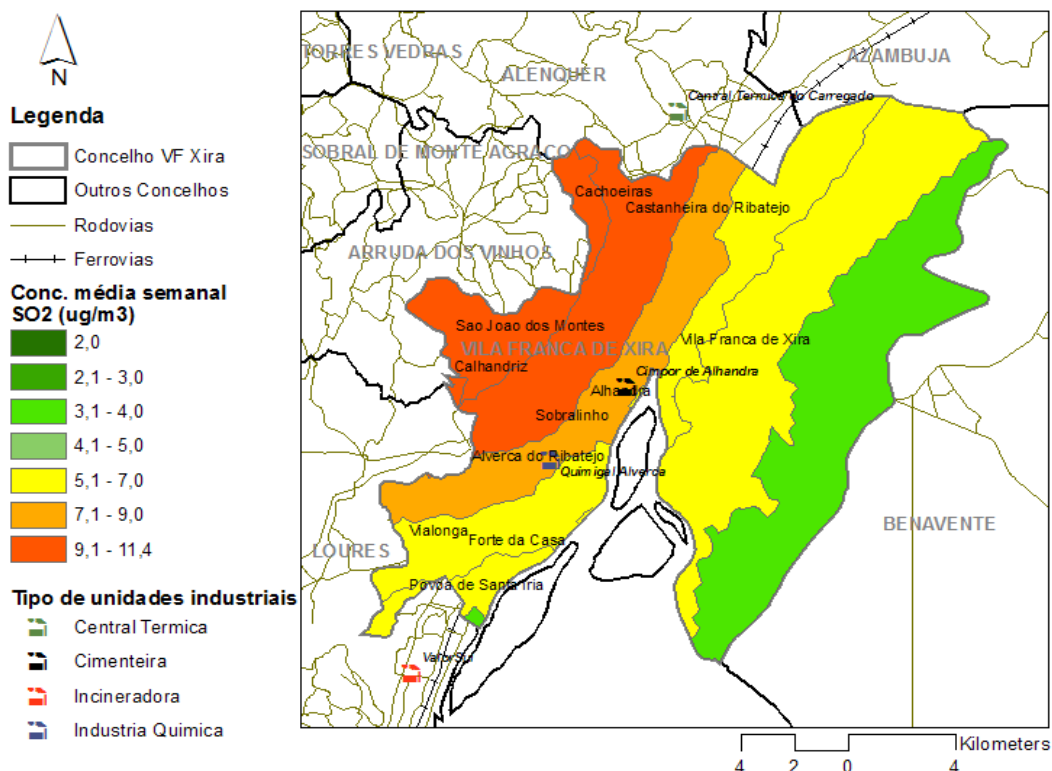 N
Legenda
Concelho VF Xira
Outros Concelhos
Rodovias
Ferrovias
Conc. média semanal
SO2 (ug/m3)
2,0
2,1 - 3,0
3,1 - 4,0
4,1 - 5,0
5,1 - 7,0
7,1 - 9,0
9,1 - 11,4
Tipo de unidades industriais
Central Termica
Cimenteira
Incineradora
Industria Quimica
TORRES VEDRAS
ALENQUER
AZAMBUJA
Central Termica do Carregado
SOBRAL DE MONTE AGRAÇO
Cachoeiras
Castanheira do Ribatejo
ARRUDA DOS VINHOS
Sao Joao dos Montes
VILA FRANCA DE XIRA
Vila Franca de Xira
Calhandriz
Cimpor de Alhandra
Alhandra
Sobralinho
Alverca do Ribatejo
Quimigal Alverca
BENAVENTE
Vialonga
Forte da Casa
LOURES
Póvoa de Santa Iria
ValorSul
Kilometers
4 2 0 4